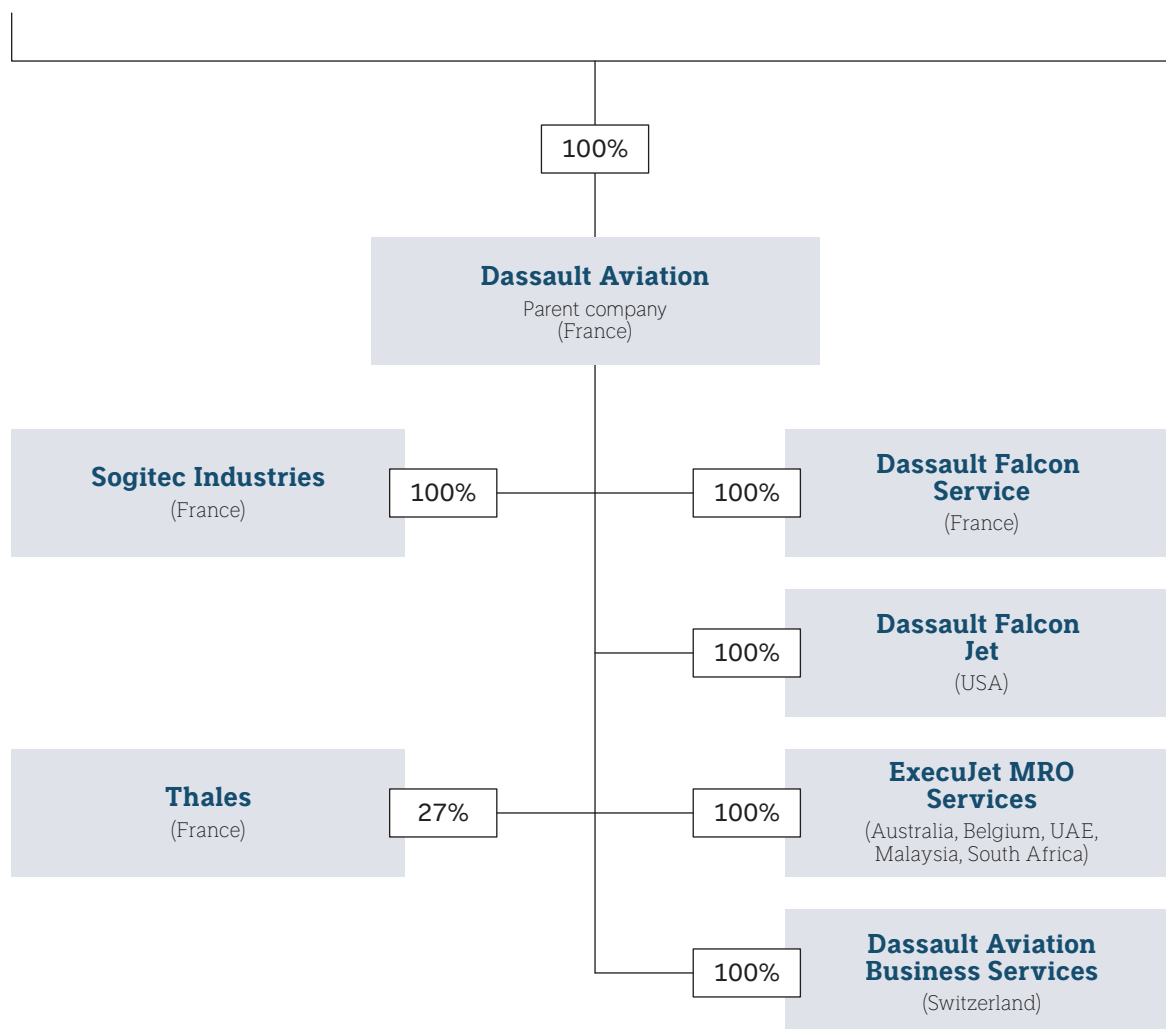 100%
Dassault Aviation
Parent company
(France)
Sogitec Industries
(France)
100%
100%
Dassault Falcon
Service
(France)
100%
Dassault Falcon
Jet
(USA)
Thales
(France)
27%
100%
ExecuJet MRO
Services
(Australia, Belgium, UAE,
Malaysia, South Africa)
100%
Dassault Aviation
Business Services
(Switzerland)